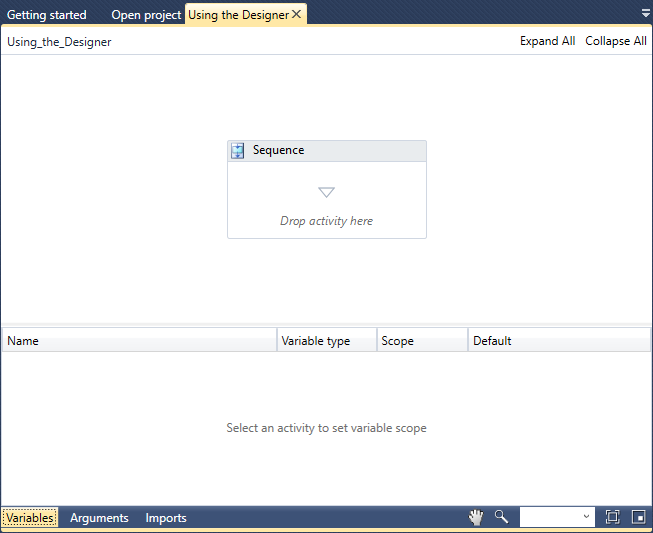 Getting started Open project Using the Designer
Using_the_Designer Expand All Collapse All
Sequence
Drop activity here
Name Variable type Scope Default
Select an activity to set variable scope
Variables Arguments Imports